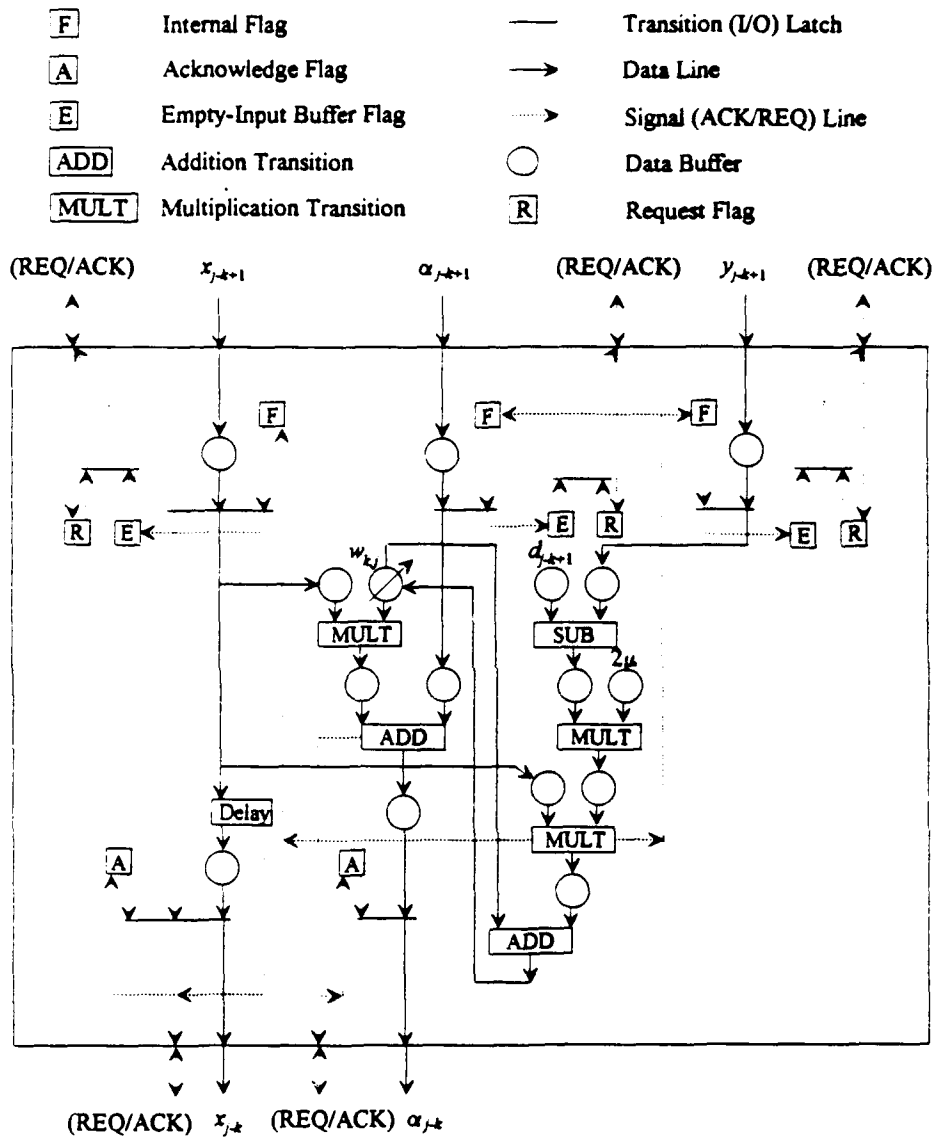 F Internal Flag Transition (I/O) Latch
A Acknowledge Flag Data Line
E Empty-Input Buffer Flag Signal (ACK/REQ) Line
ADD Addition Transition Data Buffer
MULT Multiplication Transition R Request Flag
(REQ/ACK) x_{j-k+1} α_{j-k+1} (REQ/ACK) y_{j-k+1} (REQ/ACK)
F F F
R E E R E R
w_{k,j} d_{j-k+1}
MULT SUB
2μ
ADD MULT
Delay
MULT
A A
ADD
(REQ/ACK) x_{j-k} (REQ/ACK) α_{j-k}